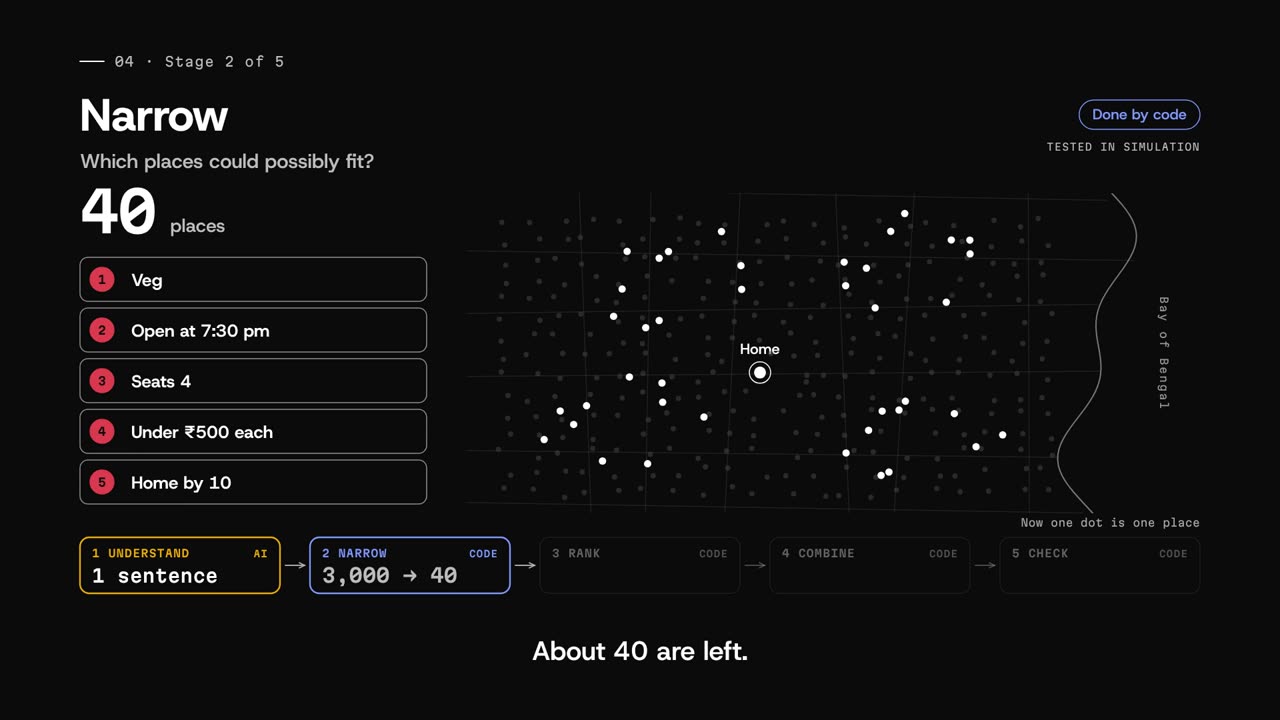 04 · Stage 2 of 5
Narrow
Which places could possibly fit?
Done by code
TESTED IN SIMULATION
40 places
1 Veg
2 Open at 7:30 pm
3 Seats 4
4 Under ₹500 each
5 Home by 10
Home
Bay of Bengal
Now one dot is one place
1 UNDERSTAND AI
1 sentence
2 NARROW CODE
3,000 → 40
3 RANK CODE
4 COMBINE CODE
5 CHECK CODE
About 40 are left.